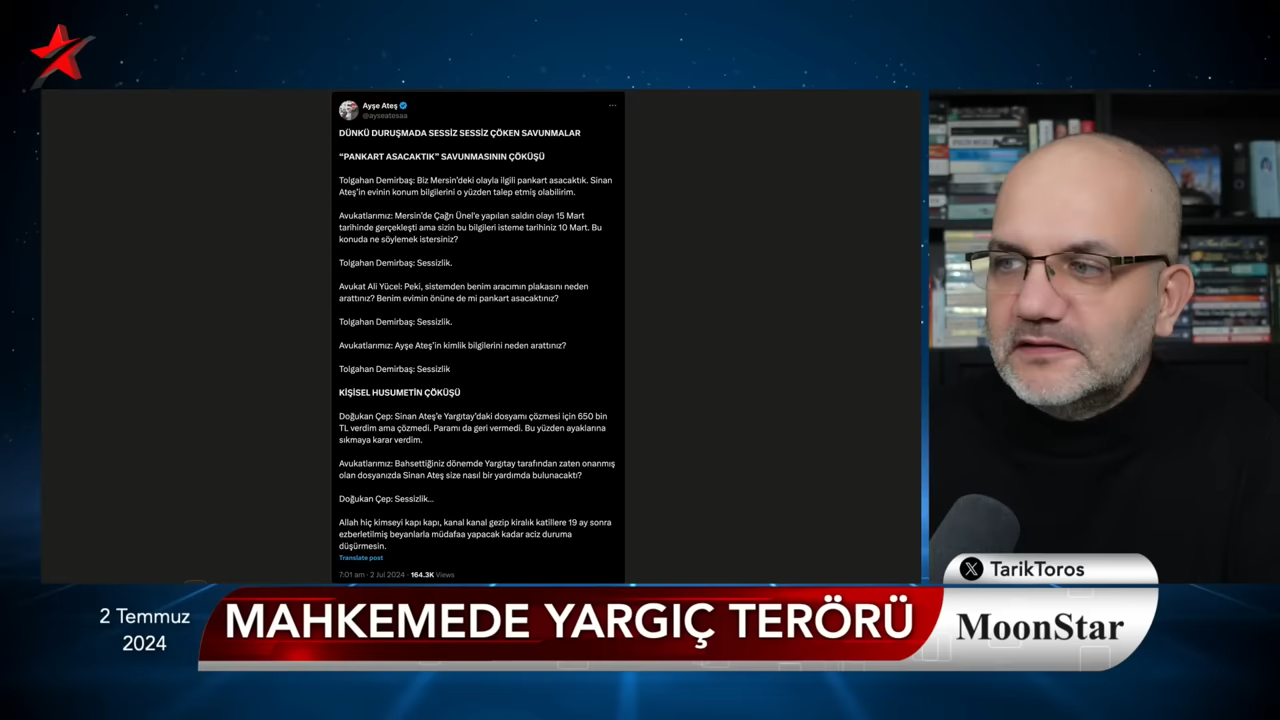 Ayşe Ateş
@ayseatesaa
DÜNKÜ DURUŞMADA SESSİZ SESSİZ ÇÖKEN SAVUNMALAR
“PANKART ASACAKTIK” SAVUNMASININ ÇÖKÜŞÜ
Tolgahan Demirbaş: Biz Mersin'deki olayla ilgili pankart asacaktık. Sinan
Ateş'in evinin konum bilgilerini o yüzden talep etmiş olabilirim.
Avukatlarımız: Mersin'de Çağrı Ünel'e yapılan saldırı olayı 15 Mart
tarihinde gerçekleşti ama sizin bu bilgileri isteme tarihiniz 10 Mart. Bu
konuda ne söylemek istersiniz?
Tolgahan Demirbaş: Sessizlik.
Avukat Ali Yücel: Peki, sistemden benim aracımın plakasını neden
arattınız? Benim evimin önüne de mi pankart asacaktınız?
Tolgahan Demirbaş: Sessizlik.
Avukatlarımız: Ayşe Ateş'in kimlik bilgilerini neden arattınız?
Tolgahan Demirbaş: Sessizlik
KİŞİSEL HUSUMETİN ÇÖKÜŞÜ
Doğukan Çep: Sinan Ateş'e Yargıtay'daki dosyamı çözmesi için 650 bin
TL verdim ama çözmedi. Paramı da geri vermedi. Bu yüzden ayaklarına
sıkmaya karar verdim.
Avukatlarımız: Bahsettiğiniz dönemde Yargıtay tarafından zaten onanmış
olan dosyanızda Sinan Ateş size nasıl bir yardımda bulunacaktı?
Doğukan Çep: Sessizlik...
Allah hiç kimseyi kapı kapı, kanal kanal gezip kiralık katillere 19 ay sonra
ezberletilmiş beyanlarla müdafaa yapacak kadar aciz duruma
düşürmesin.
Translate post
7:01 am · 2 Jul 2024 · 164.3K Views
TarikToros
2 Temmuz
2024
MAHKEMEDE YARGIÇ TERÖRÜ
MoonStar